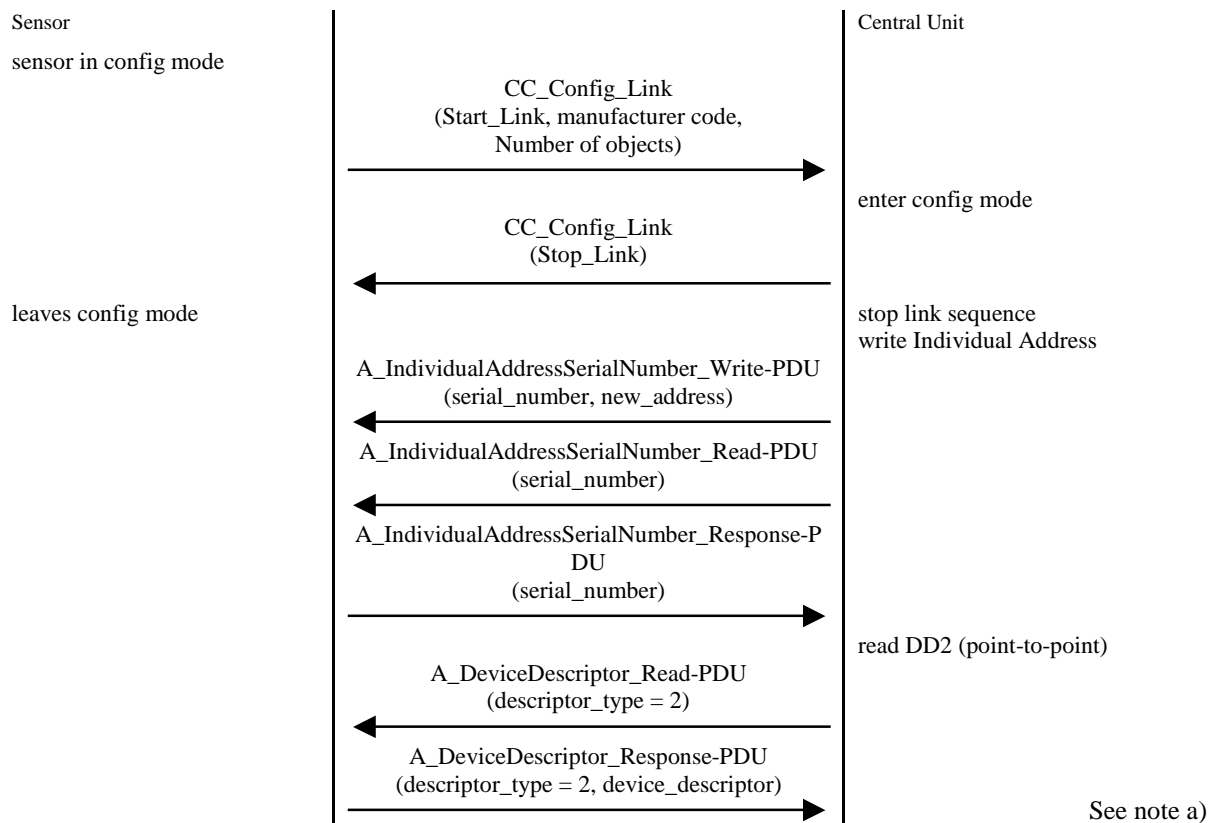 Sensor
Central Unit
sensor in config mode
CC_Config_Link
(Start_Link, manufacturer code,
Number of objects)
enter config mode
CC_Config_Link
(Stop_Link)
leaves config mode
stop link sequence
write Individual Address
A_IndividualAddressSerialNumber_Write-PDU
(serial_number, new_address)
A_IndividualAddressSerialNumber_Read-PDU
(serial_number)
A_IndividualAddressSerialNumber_Response-P
DU
(serial_number)
read DD2 (point-to-point)
A_DeviceDescriptor_Read-PDU
(descriptor_type = 2)
A_DeviceDescriptor_Response-PDU
(descriptor_type = 2, device_descriptor)
See note a)